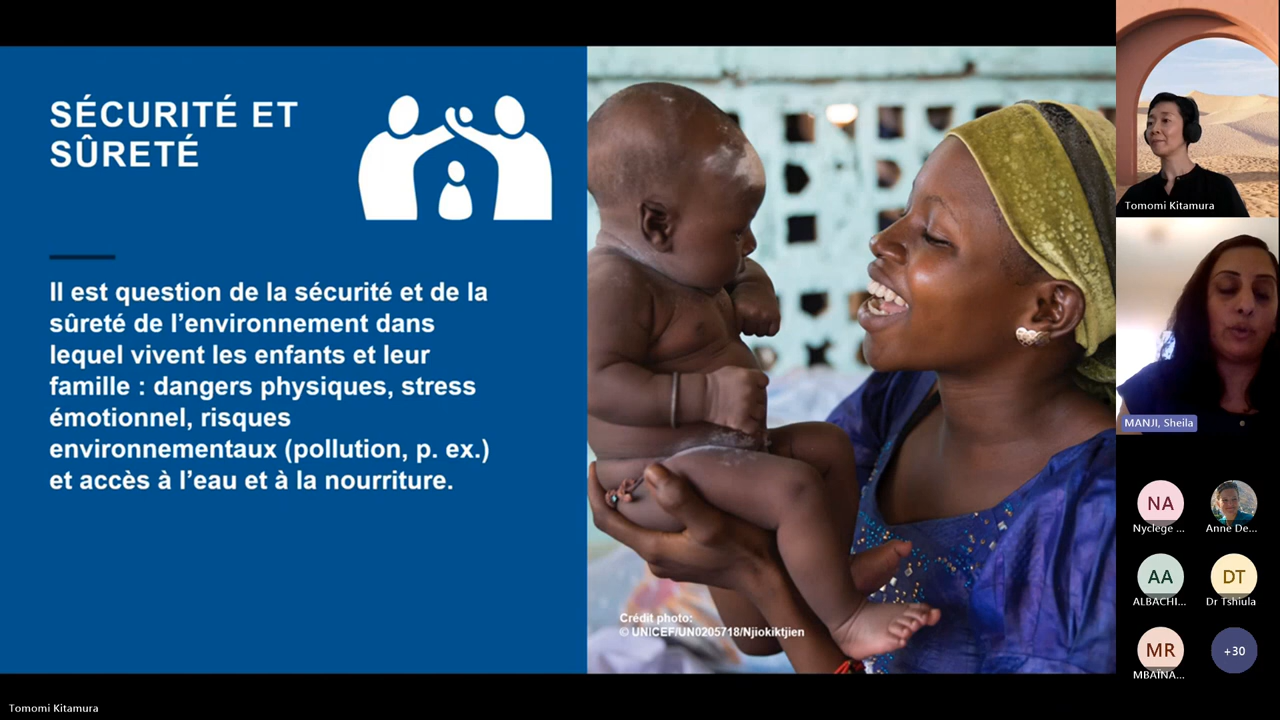 SÉCURITÉ ET
SÛRETÉ
Il est question de la sécurité et de la
sûreté de l’environnement dans
lequel vivent les enfants et leur
famille : dangers physiques, stress
émotionnel, risques
environnementaux (pollution, p. ex.)
et accès à l’eau et à la nourriture.
Crédit photo:
© UNICEF/UN0205718/Njiokiktjien
Tomomi Kitamura
MANJI, Sheila
NA
Nyclege ...
Anne De...
AA
ALBACHI...
DT
Dr Tshiula
MR
MBAÏNA...
+30
Tomomi Kitamura